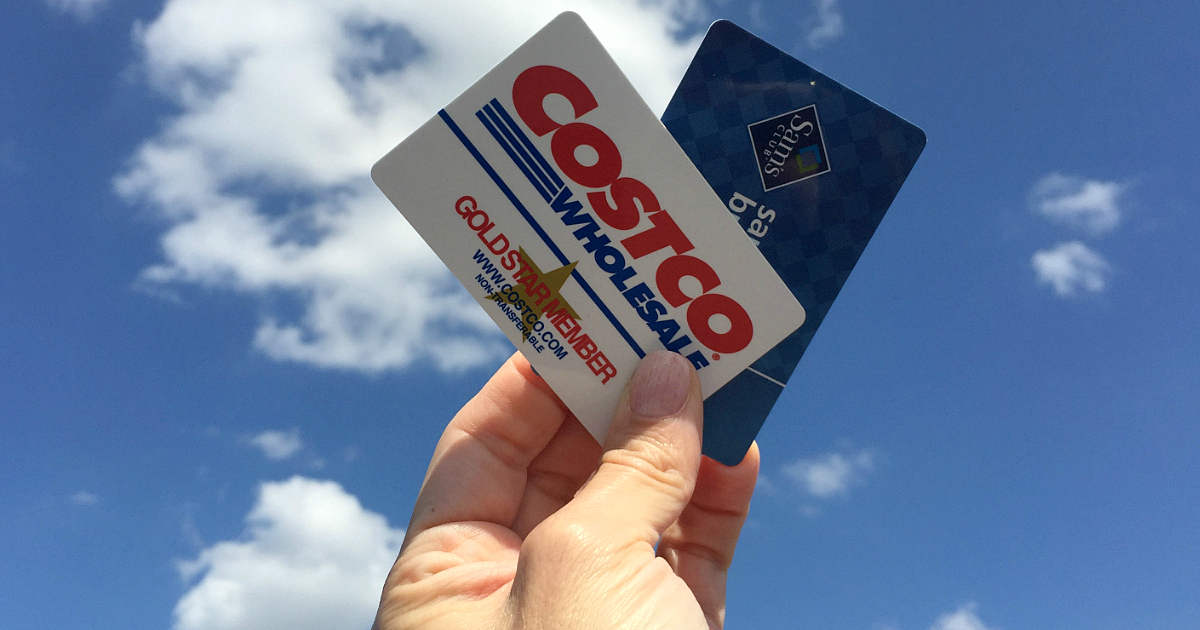 COSTCO®
WHOLESALE
GOLD STAR MEMBER
WWW.COSTCO.COM
NON-TRANSFERABLE
Sam's
CLUB